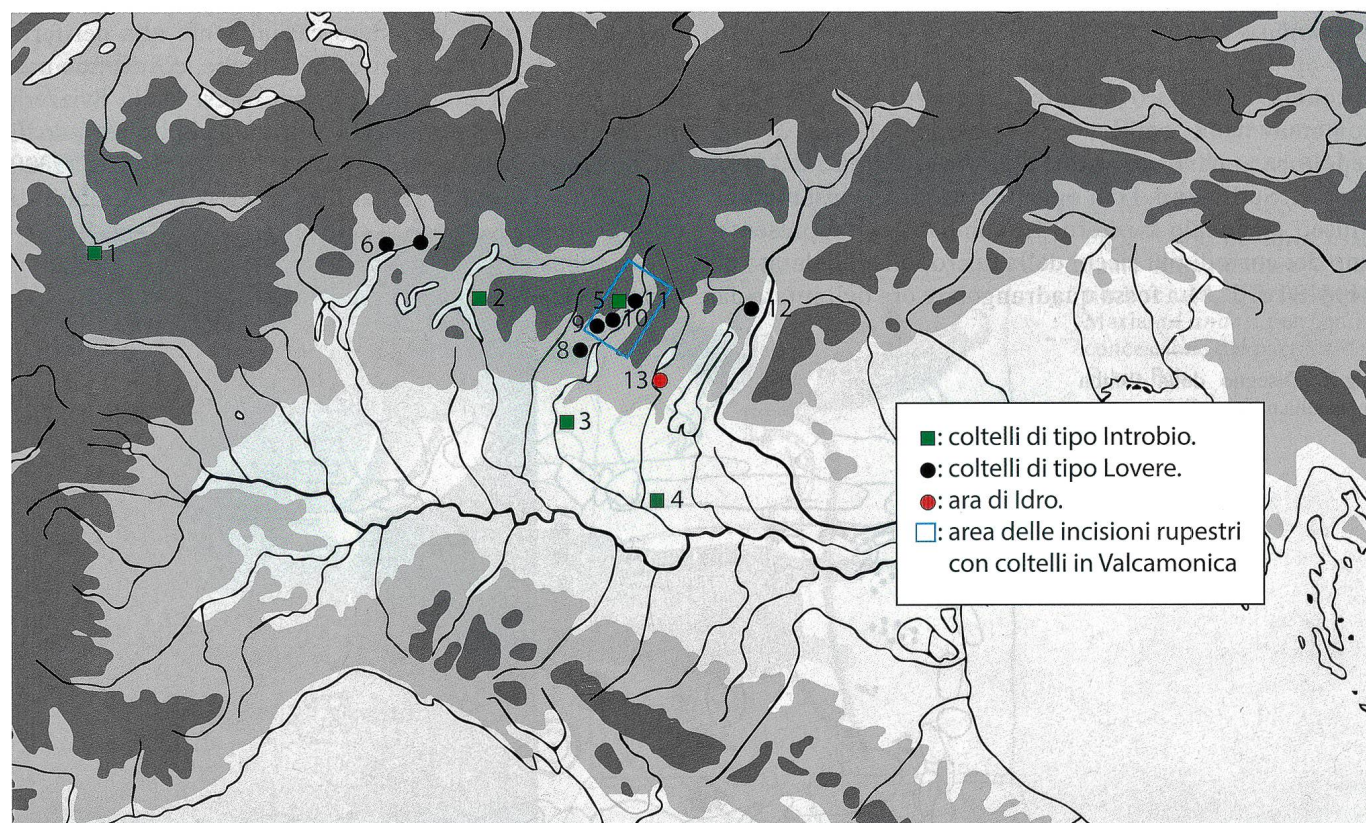 1
1
6
7
2
5
11
10
9
12
8
13
3
4
■: coltelli di tipo Introbio.
●: coltelli di tipo Lovere.
●: ara di Idro.
□: area delle incisioni rupestri
con coltelli in Valcamonica